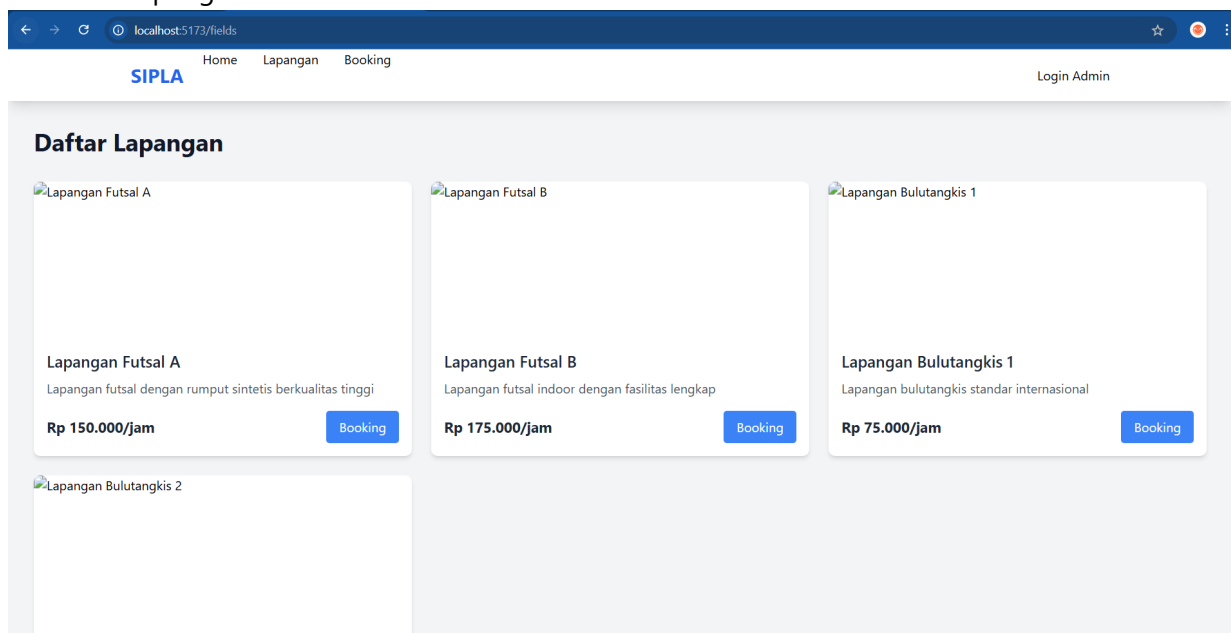 localhost:5173/fields
SIPLA Home Lapangan Booking Login Admin
Daftar Lapangan
Lapangan Futsal A
Lapangan Futsal B
Lapangan Bulutangkis 1
Lapangan Futsal A
Lapangan futsal dengan rumput sintetis berkualitas tinggi
Rp 150.000/jam Booking
Lapangan Futsal B
Lapangan futsal indoor dengan fasilitas lengkap
Rp 175.000/jam Booking
Lapangan Bulutangkis 1
Lapangan bulutangkis standar internasional
Rp 75.000/jam Booking
Lapangan Bulutangkis 2